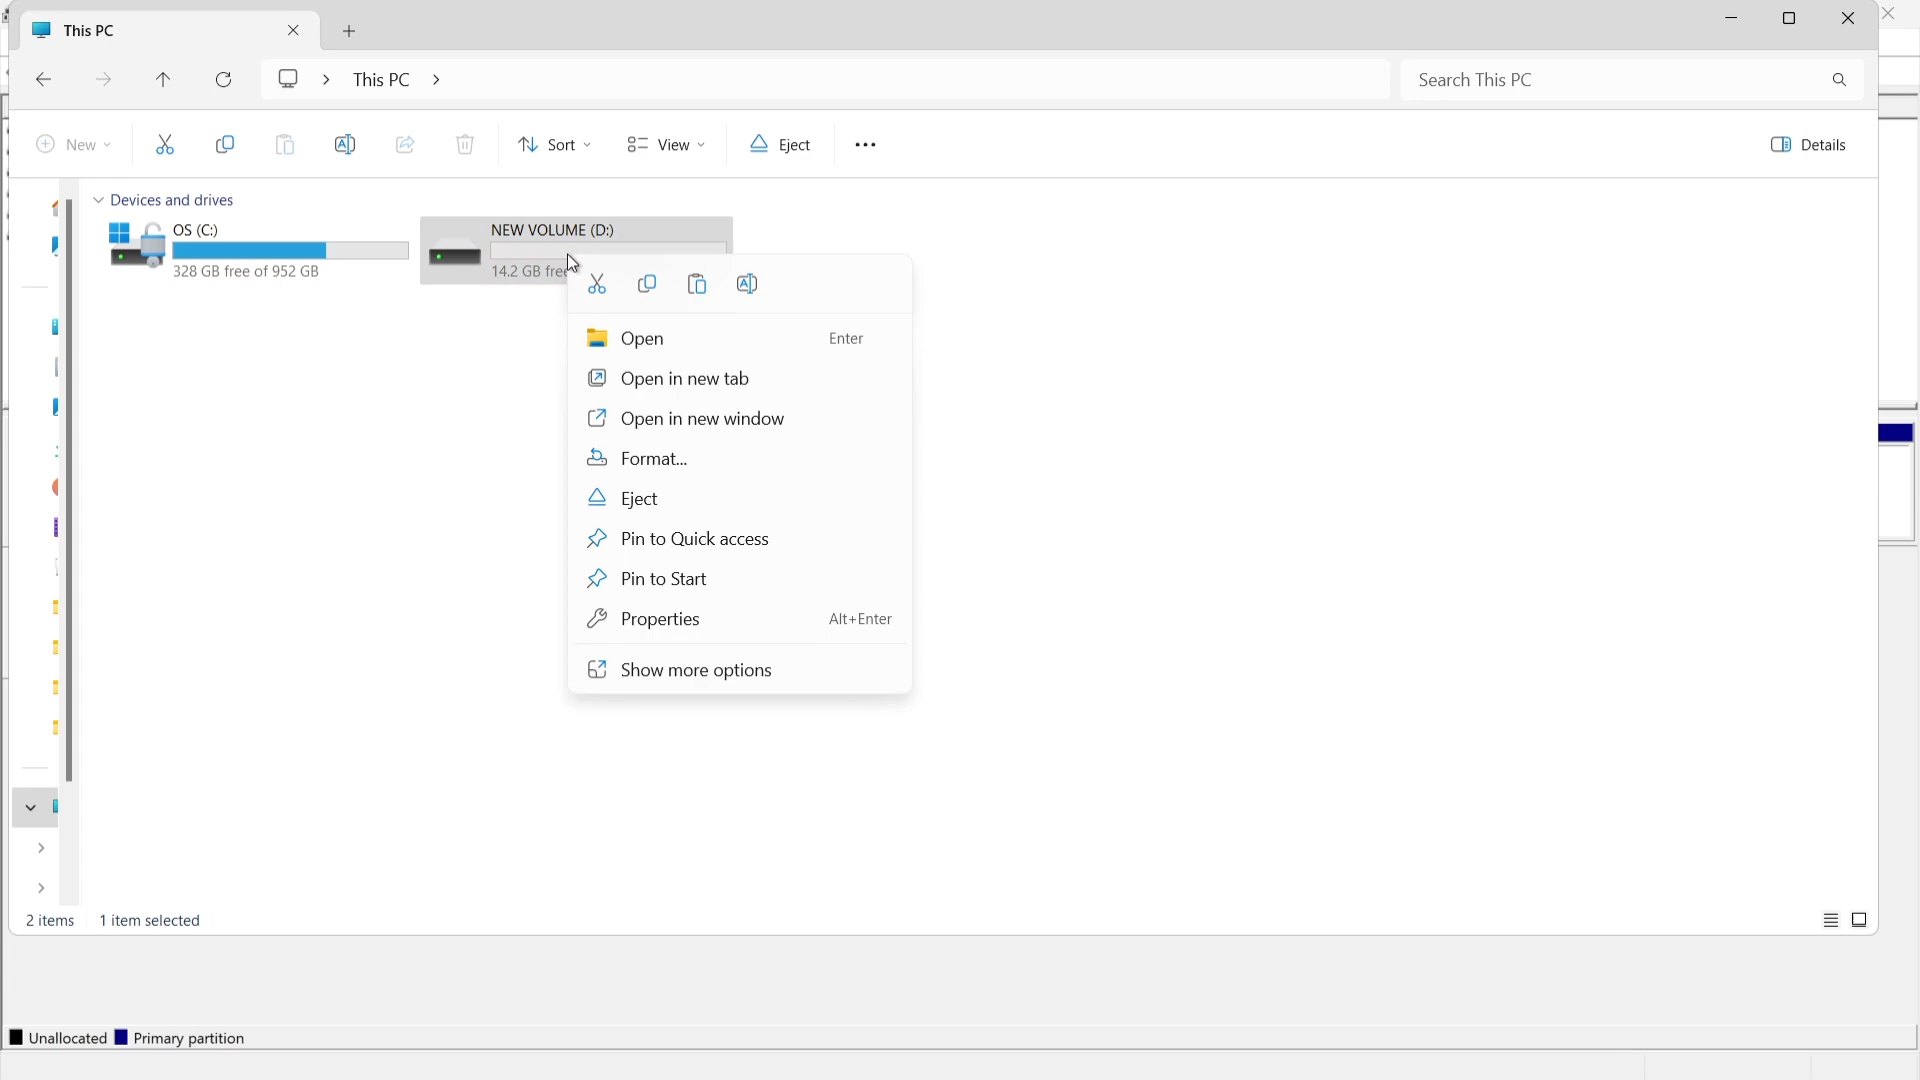 This PC
This PC
Search This PC
New
Sort
View
Eject
Details
Devices and drives
OS (C:)
328 GB free of 952 GB
NEW VOLUME (D:)
14.2 GB free
Open Enter
Open in new tab
Open in new window
Format...
Eject
Pin to Quick access
Pin to Start
Properties Alt+Enter
Show more options
2 items 1 item selected
Unallocated Primary partition